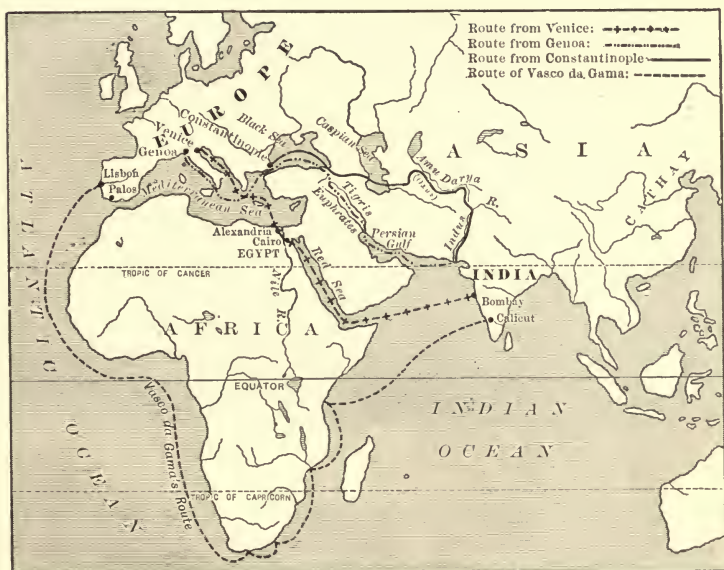 Route from Venice:
Route from Genoa:
Route from Constantinople
Route of Vasco da Gama:
EUROPE
ASIA
CATHAY
Black Sea
Caspian Sea
Constantinople
Venice
Genoa
Lisbon
Palos
Mediterranean Sea
Amu Darya
(Oxus)
R.
Tigris
Euphrates
Persian
Gulf
Indus
Alexandria
Cairo
EGYPT
Red Sea
Nile R.
TROPIC OF CANCER
INDIA
Bombay
Calicut
AFRICA
EQUATOR
ATLANTIC
OCEAN
Vasco da Gama's Route
INDIAN
OCEAN
TROPIC OF CAPRICORN